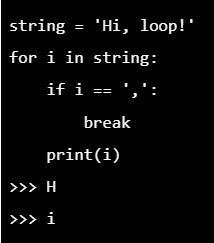 string = 'Hi, loop!'
for i in string:
    if i == ',':
        break
    print(i)
>>> H
>>> i